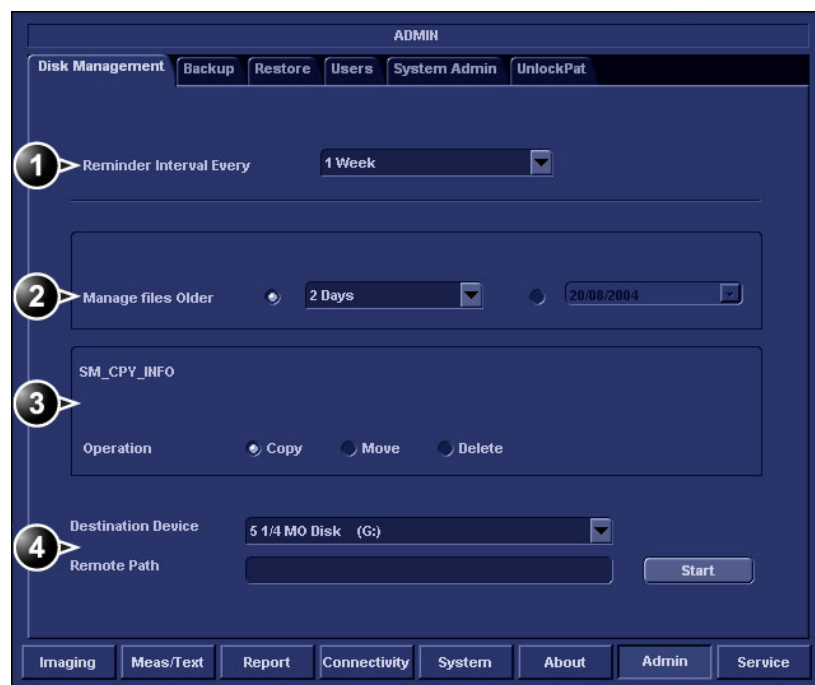 ADMIN
Disk Management Backup Restore Users System Admin UnlockPat
1 Reminder Interval Every 1 Week
2 Manage files Older 2 Days 20/08/2004
SM_CPY_INFO
3
Operation Copy Move Delete
Destination Device 5 1/4 MO Disk (G:)
4
Remote Path Start
Imaging Meas/Text Report Connectivity System About Admin Service